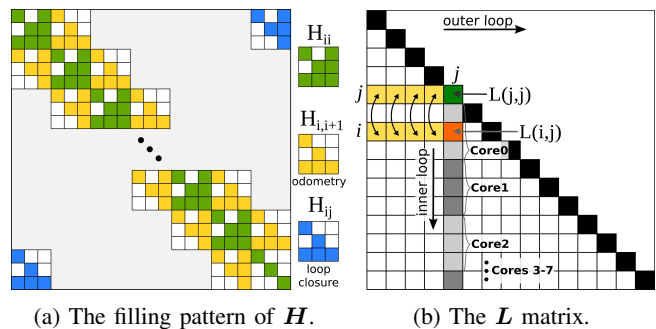 H_ii
H_i,i+1
odometry
H_ij
loop
closure
outer loop
j
j
L(j,j)
i
L(i,j)
Core0
inner loop
Core1
Core2
Cores 3-7
(a) The filling pattern of H.
(b) The L matrix.